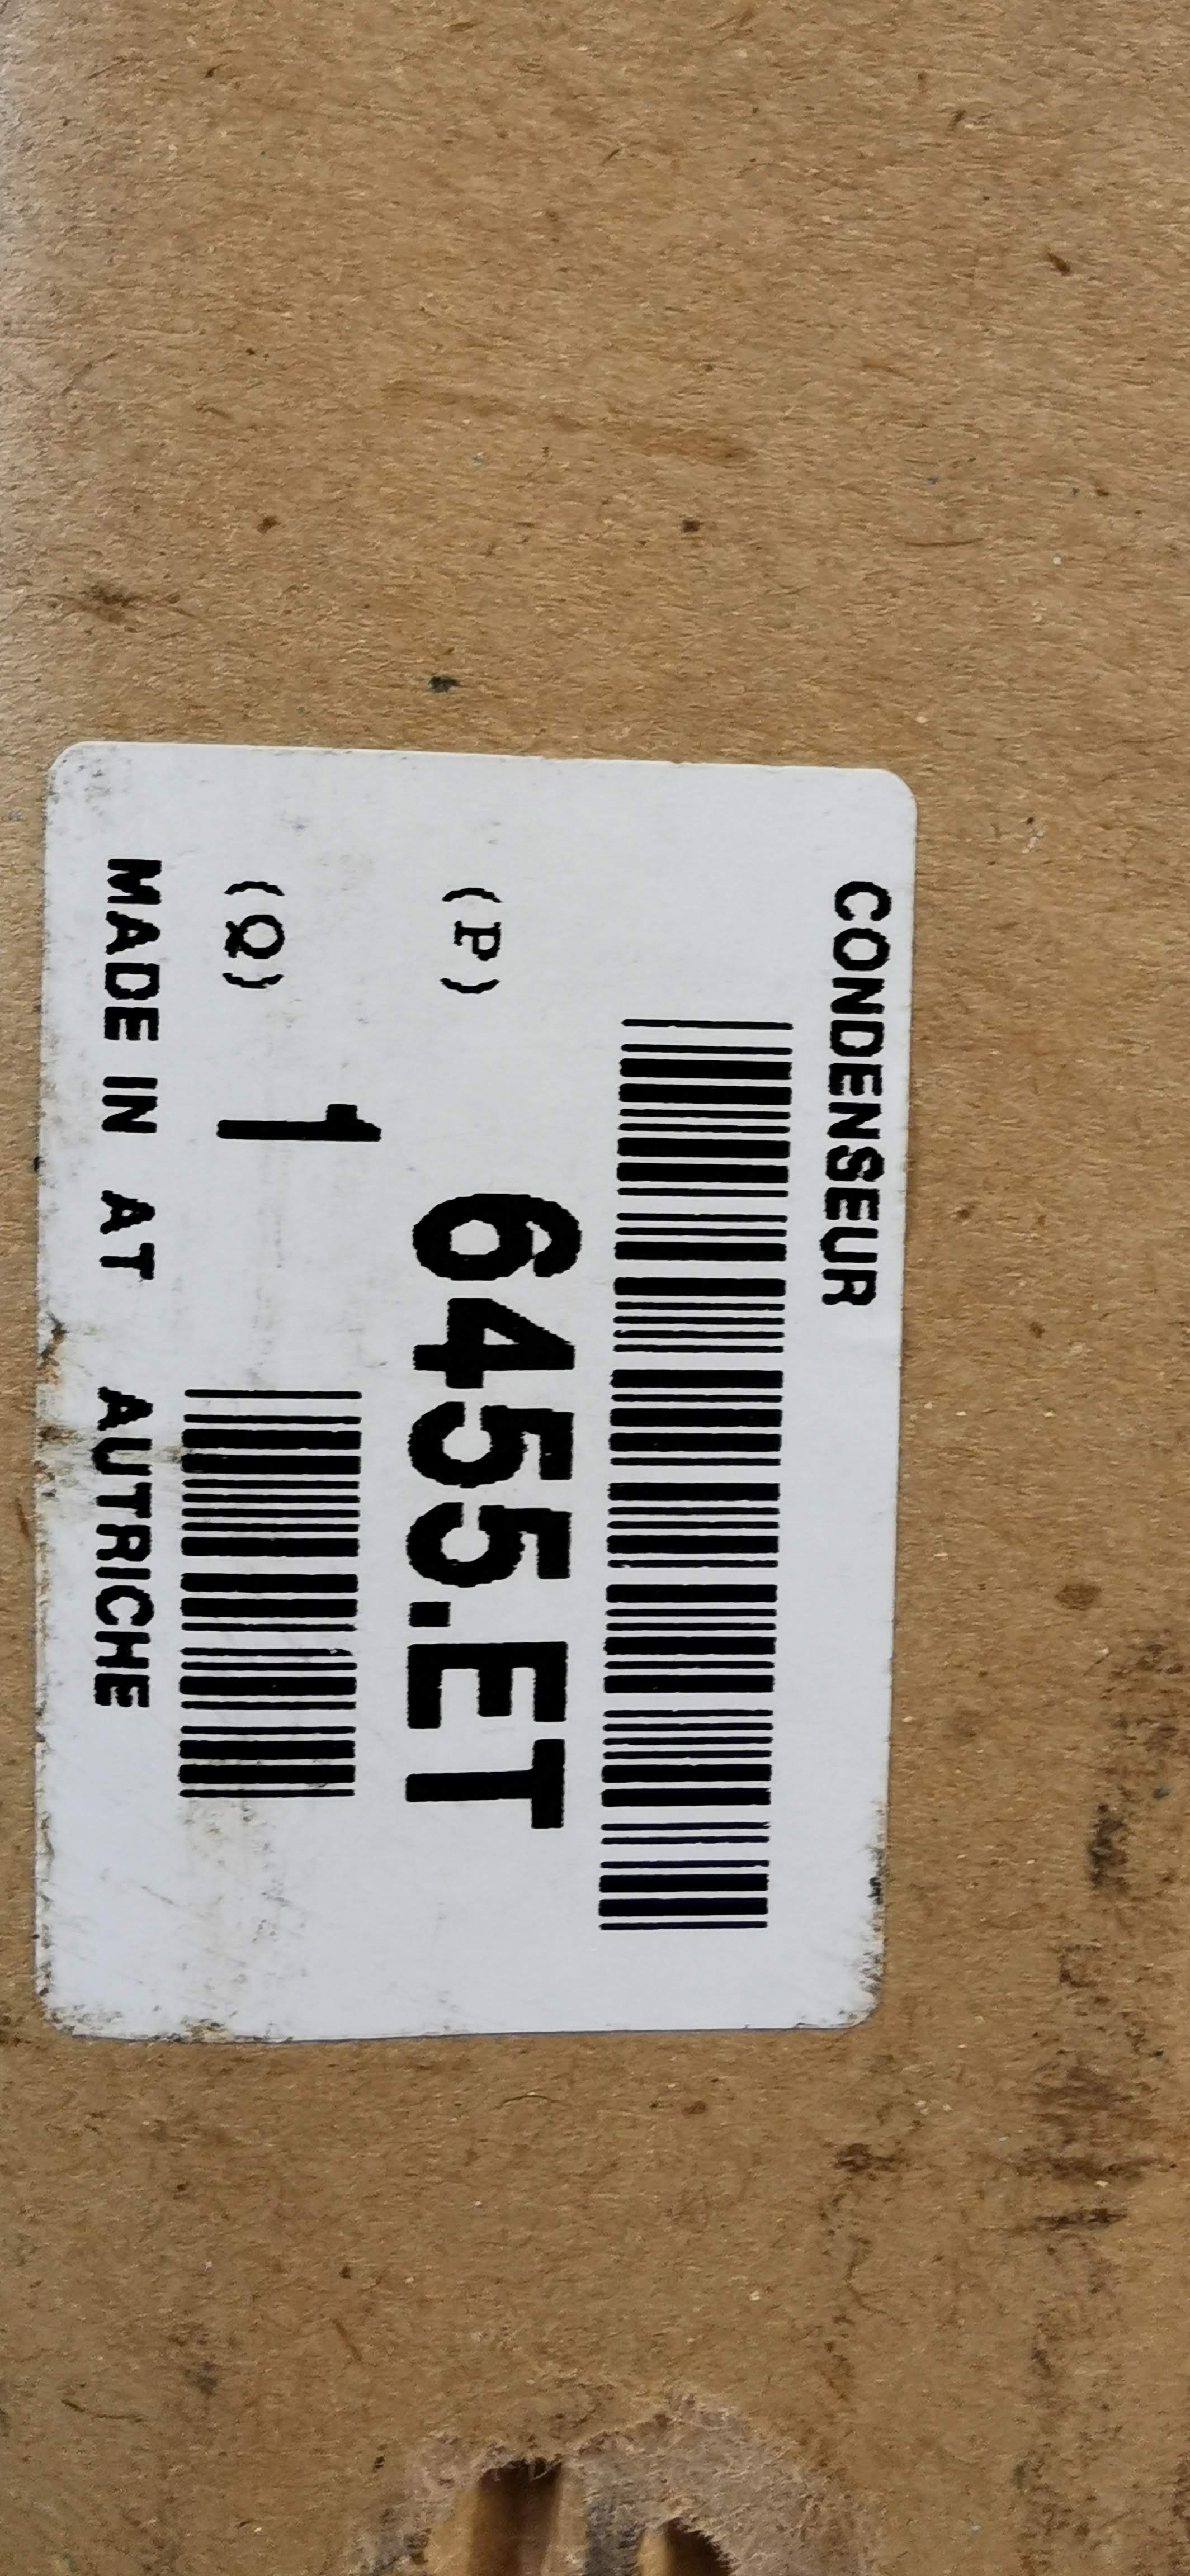 CONDENSEUR
(P) 6455.ET
(Q) 1
MADE IN AT AUTRICHE